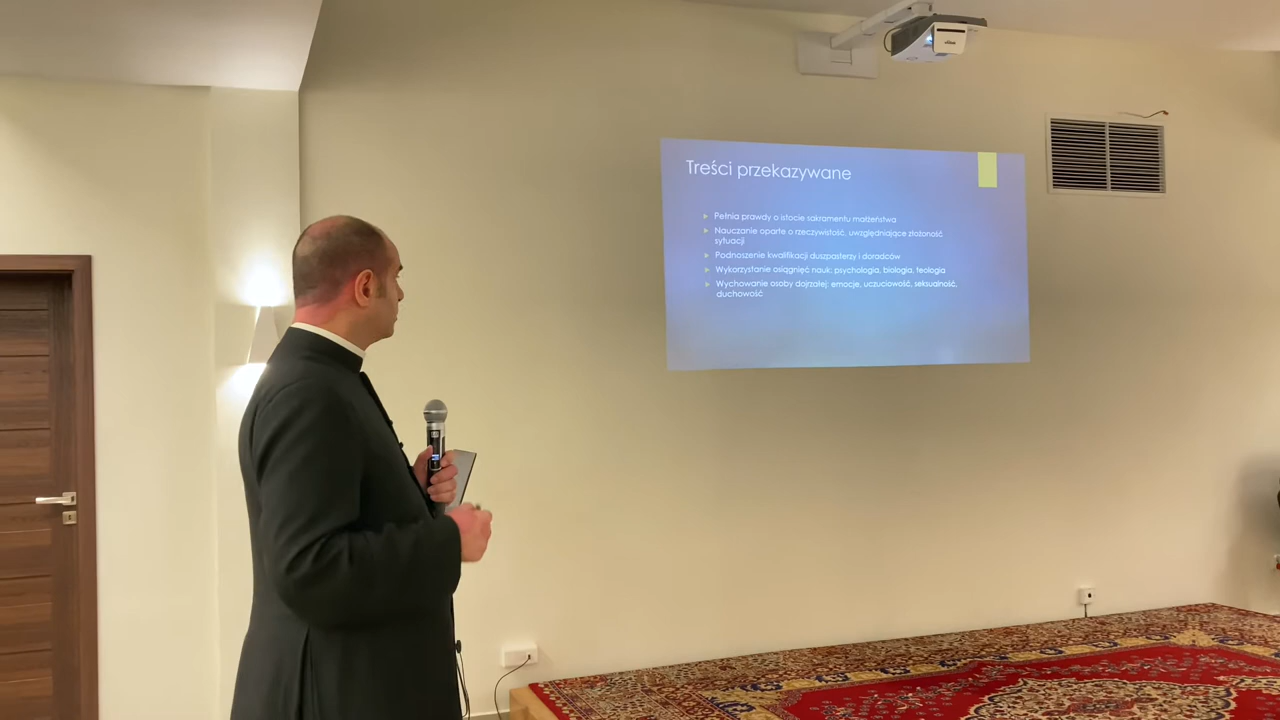 Treści przekazywane
Pełnia prawdy o istocie sakramentu małżeństwa
Nauczanie oparte o rzeczywistość, uwzględniające złożoność
sytuacji
Podnoszenie kwalifikacji duszpasterzy i doradców
Wykorzystanie osiągnięć nauk: psychologia, biologia, teologia
Wychowanie osoby dojrzałej: emocje, uczuciowość, seksualność,
duchowość